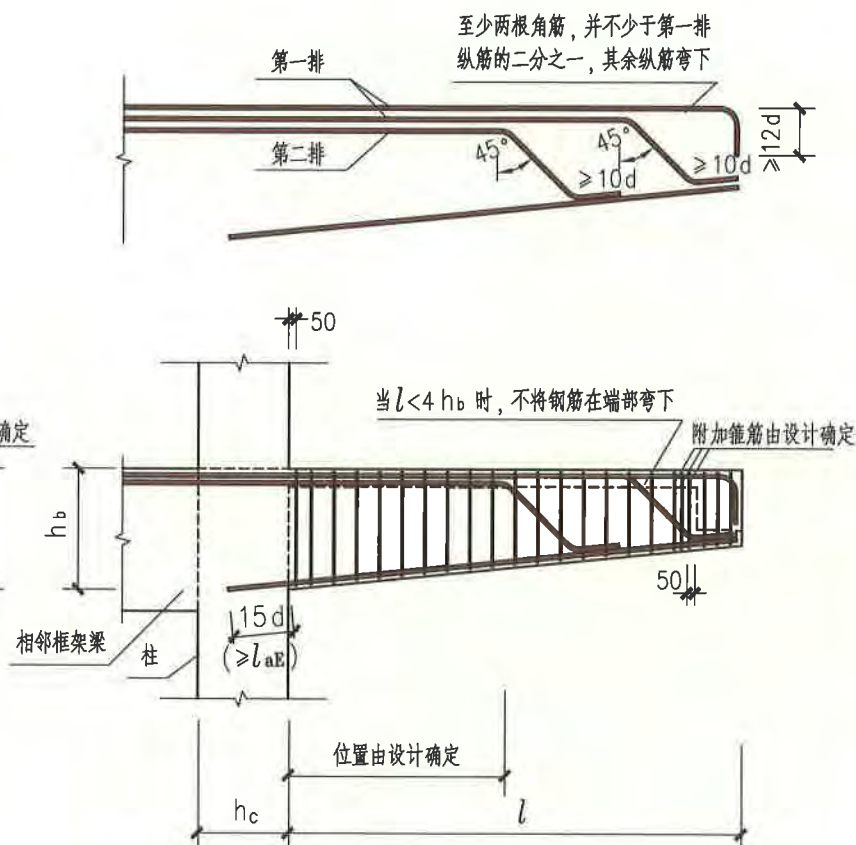 至少两根角筋，并不少于第一排
纵筋的二分之一，其余纵筋弯下
第一排
第二排
45°
45°
≥10d
≥10d
≥12d
50
当l<4hb时，不将钢筋在端部弯下
附加箍筋由设计确定
确定
hb
50
15d
(≥laE)
相邻框架梁
柱
位置由设计确定
hc
l